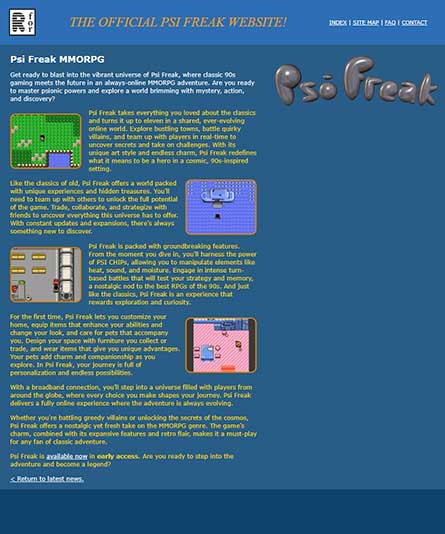 R for
THE OFFICIAL PSI FREAK WEBSITE!
INDEX | SITE MAP | FAQ | CONTACT
Psi Freak MMORPG
Psi Freak
Get ready to blast into the vibrant universe of Psi Freak, where classic 90s
gaming meets the future in an always-online MMORPG adventure. Are you ready
to master psionic powers and explore a world brimming with mystery, action,
and discovery?
Psi Freak takes everything you loved about the classics
and turns it up to eleven in a shared, ever-evolving
online world. Explore bustling towns, battle quirky
villains, and team up with players in real-time to
uncover secrets and take on challenges. With its
unique art style and endless charm, Psi Freak redefines
what it means to be a hero in a cosmic, 90s-inspired
setting.
Like the classics of old, Psi Freak offers a world packed
with unique experiences and hidden treasures. You'll
need to team up with others to unlock the full potential
of the game. Trade, collaborate, and strategize with
friends to uncover everything this universe has to offer.
With constant updates and expansions, there's always
something new to discover.
Psi Freak is packed with groundbreaking features.
From the moment you dive in, you'll harness the power
of PSI CHIPs, allowing you to manipulate elements like
heat, sound, and moisture. Engage in intense turn-
based battles that will test your strategy and memory,
a nostalgic nod to the best RPGs of the 90s. And just
like the classics, Psi Freak is an experience that
rewards exploration and curiosity.
For the first time, Psi Freak lets you customize your
home, equip items that enhance your abilities and
change your look, and care for pets that accompany
you. Design your space with furniture you collect or
trade, and wear items that give you unique advantages.
Your pets add charm and companionship as you
explore. In Psi Freak, your journey is full of
personalization and endless possibilities.
With a broadband connection, you'll step into a universe filled with players from
around the globe, where every choice you make shapes your journey. Psi Freak
delivers a fully online experience where the adventure is always evolving.
Whether you're battling greedy villains or unlocking the secrets of the cosmos,
Psi Freak offers a nostalgic yet fresh take on the MMORPG genre. The game's
charm, combined with its expansive features and retro flair, makes it a must-play
for any fan of classic adventure.
Psi Freak is available now in early access. Are you ready to step into the
adventure and become a legend?
< Return to latest news.